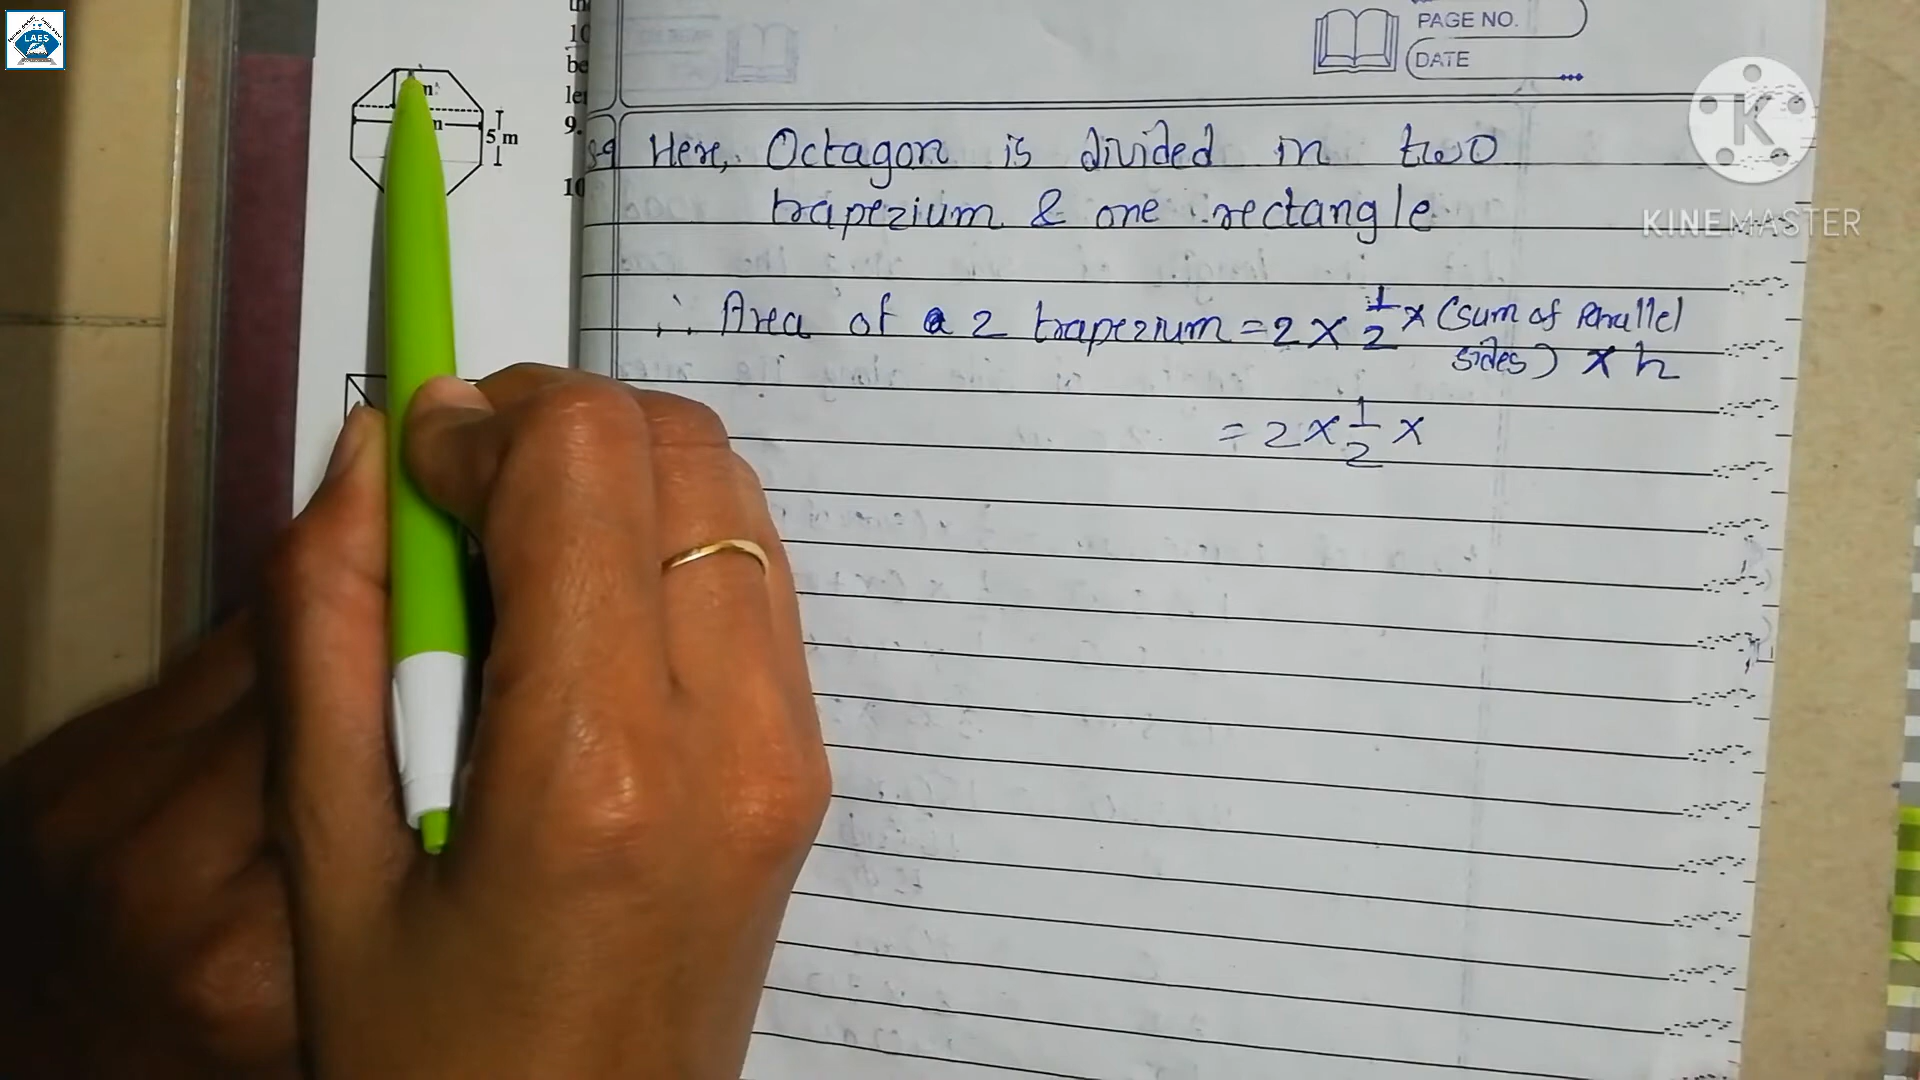 LAES
PAGE NO.
DATE
K
KINEMASTER
5 m
9.
10
Here, Octagon is divided in two
trapezium & one rectangle
∴ Area of 2 trapezium = 2 × 1/2 × (sum of Parallel
sides) × h
= 2 × 1/2 ×